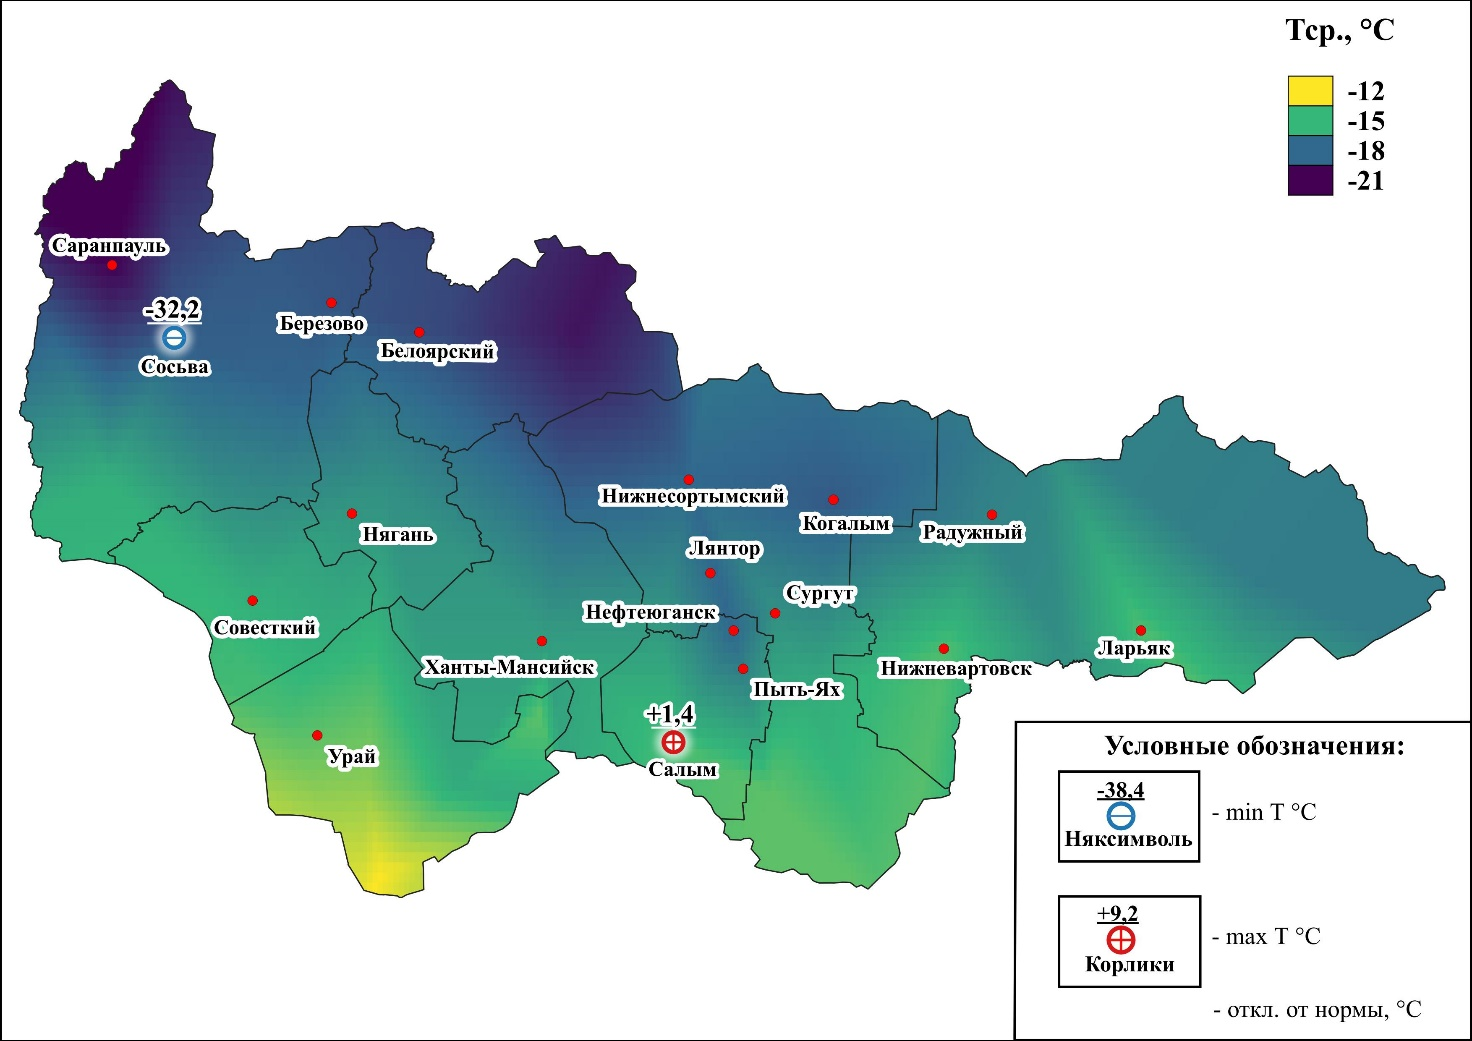 Тср., °C
-12
-15
-18
-21
Саранпауль
-32,2
Сосьва
Березово
Белоярский
Нижнесортымский
Когалым
Радужный
Нягань
Лянтор
Сургут
Нефтеюганск
Совесткий
Ханты-Мансийск
Пыть-Ях
Нижневартовск
Ларьяк
+1,4
Салым
Урай
Условные обозначения:
-38,4
Няксимволь
- min T °C
+9,2
Корлики
- max T °C
- откл. от нормы, °C